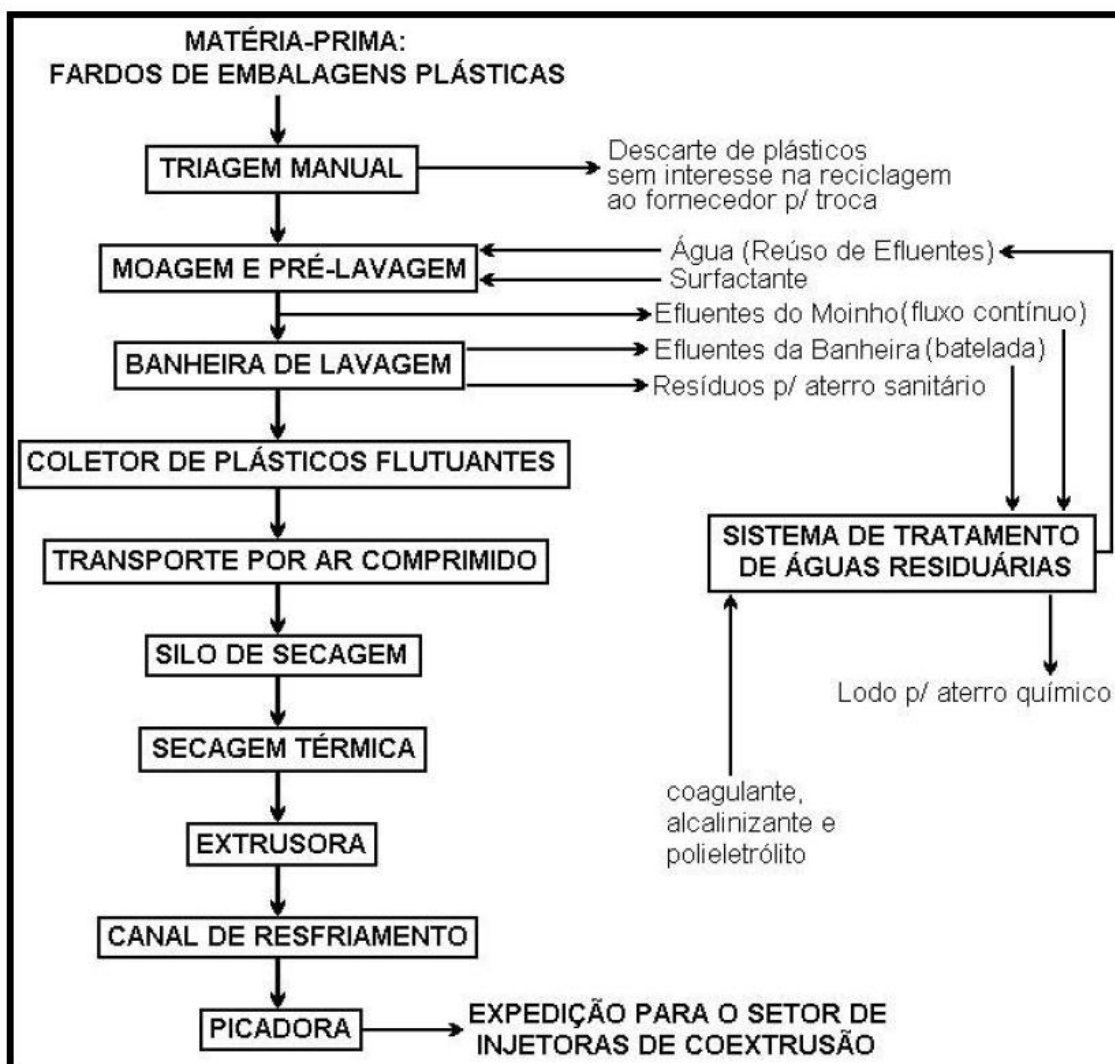 MATÉRIA-PRIMA:
FARDOS DE EMBALAGENS PLÁSTICAS
TRIAGEM MANUAL
Descarte de plásticos
sem interesse na reciclagem
ao fornecedor p/ troca
MOAGEM E PRÉ-LAVAGEM
Água (Reúso de Efluentes)
Surfactante
Efluentes do Moinho (fluxo contínuo)
BANHEIRA DE LAVAGEM
Efluentes da Banheira (batelada)
Resíduos p/ aterro sanitário
COLETOR DE PLÁSTICOS FLUTUANTES
TRANSPORTE POR AR COMPRIMIDO
SISTEMA DE TRATAMENTO
DE ÁGUAS RESIDUÁRIAS
SILO DE SECAGEM
Lodo p/ aterro químico
SECAGEM TÉRMICA
coagulante,
alcalinizante e
polieletrólito
EXTRUSORA
CANAL DE RESFRIAMENTO
PICADORA
EXPEDIÇÃO PARA O SETOR DE
INJETORAS DE COEXTRUSÃO